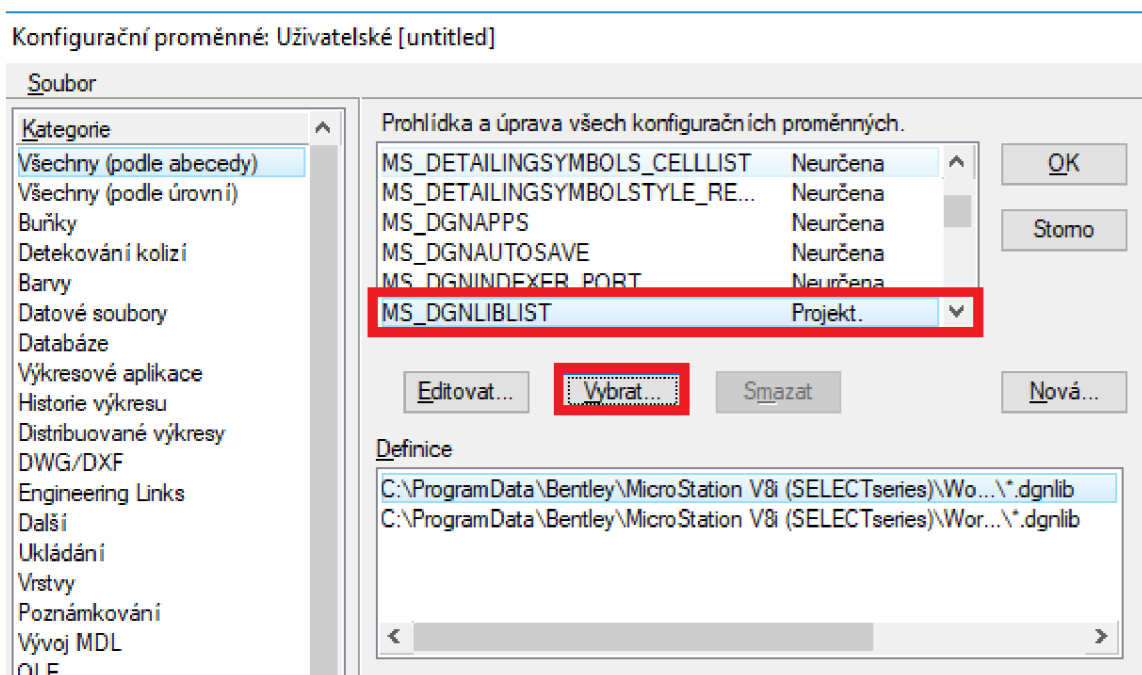 Konfigurační proměnné: Uživatelské [untitled]
Soubor
Kategorie
Všechny (podle abecedy)
Všechny (podle úrovní)
Buňky
Detekování kolizí
Barvy
Datové soubory
Databáze
Výkresové aplikace
Historie výkresu
Distribuované výkresy
DWG/DXF
Engineering Links
Další
Ukládání
Vrstvy
Poznámkování
Vývoj MDL
OLE
Prohlídka a úprava všech konfiguračních proměnných.
MS_DETAILINGSYMBOLS_CELLLIST Neurčena
MS_DETAILINGSYMBOLSTYLE_RE... Neurčena
MS_DGNAPPS Neurčena
MS_DGNAUTOSAVE Neurčena
MS_DGNINDEXER_PORT Neurčena
MS_DGNLIBLIST Projekt.
OK
Storno
Editovat... Vybrat... Smazat Nová...
Definice
C:\ProgramData\Bentley\MicroStation V8i (SELECTseries)\Wo...\*.dgnlib
C:\ProgramData\Bentley\MicroStation V8i (SELECTseries)\Wor...\*.dgnlib